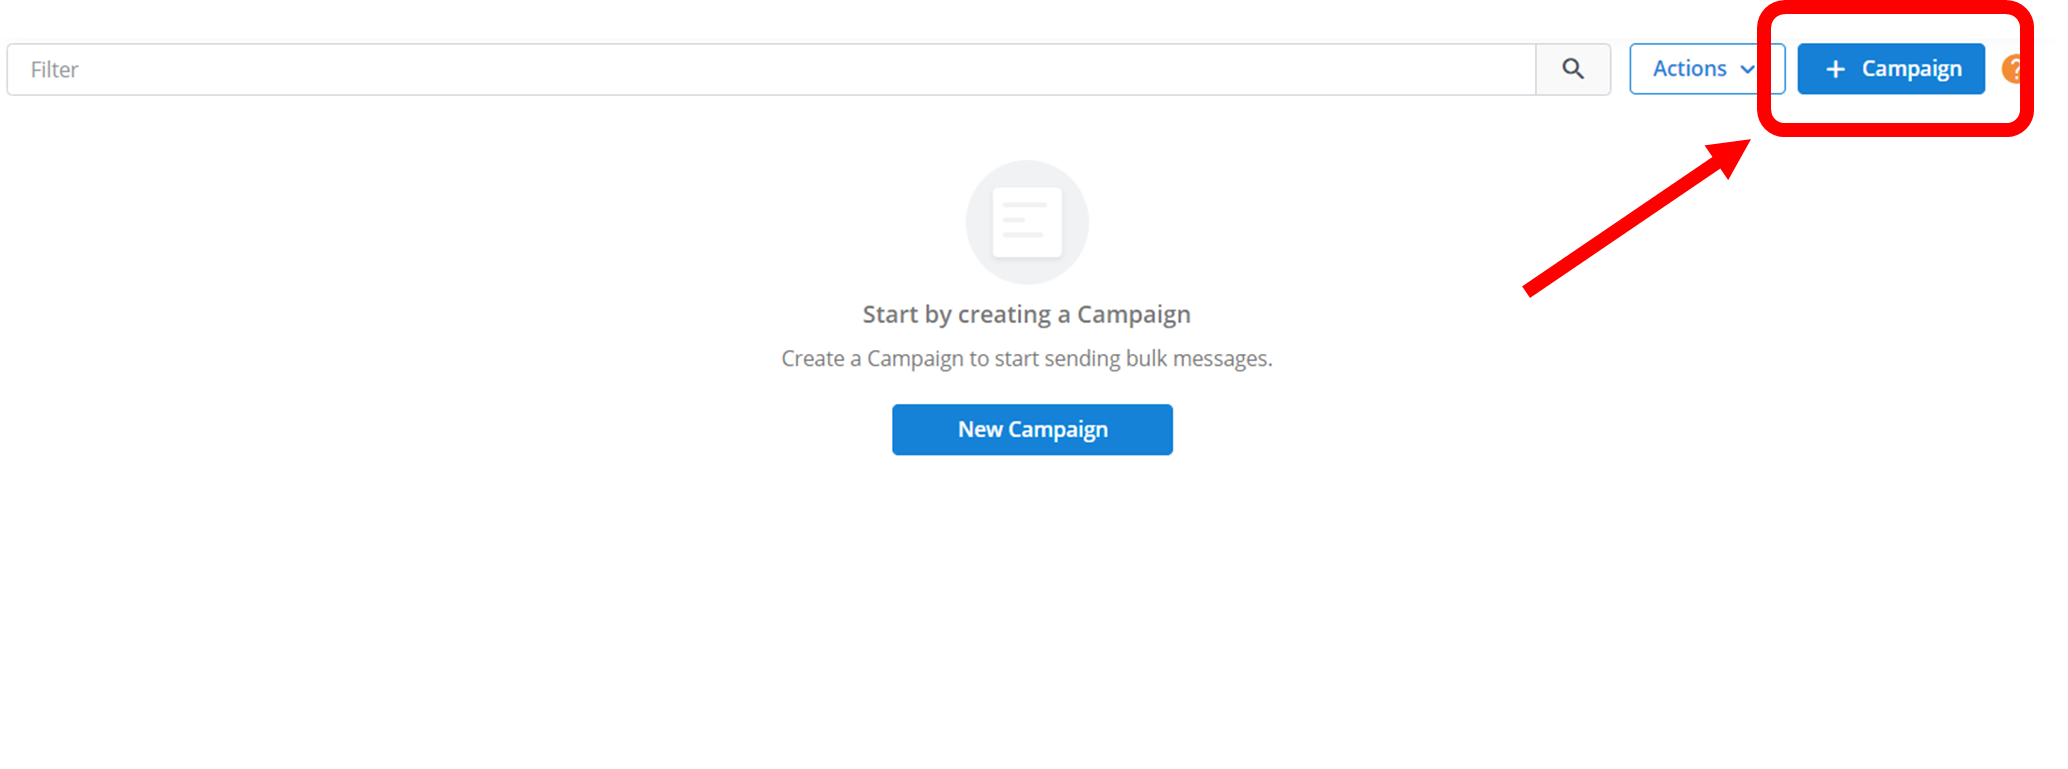 Filter
Actions
+ Campaign
?
Start by creating a Campaign
Create a Campaign to start sending bulk messages.
New Campaign